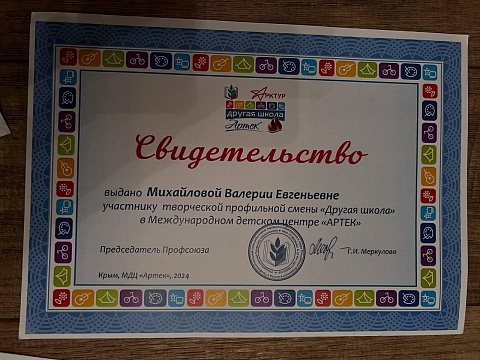 АРКТУР
ДРУГАЯ ШКОЛА
Артек
Свидетельство
выдано Михайловой Валерии Евгеньевне
участнику творческой профильной смены «Другая школа»
в Международном детском центре «АРТЕК»
Председатель Профсоюза
Т.И. Меркулова
Крым, МДЦ «Артек», 2024